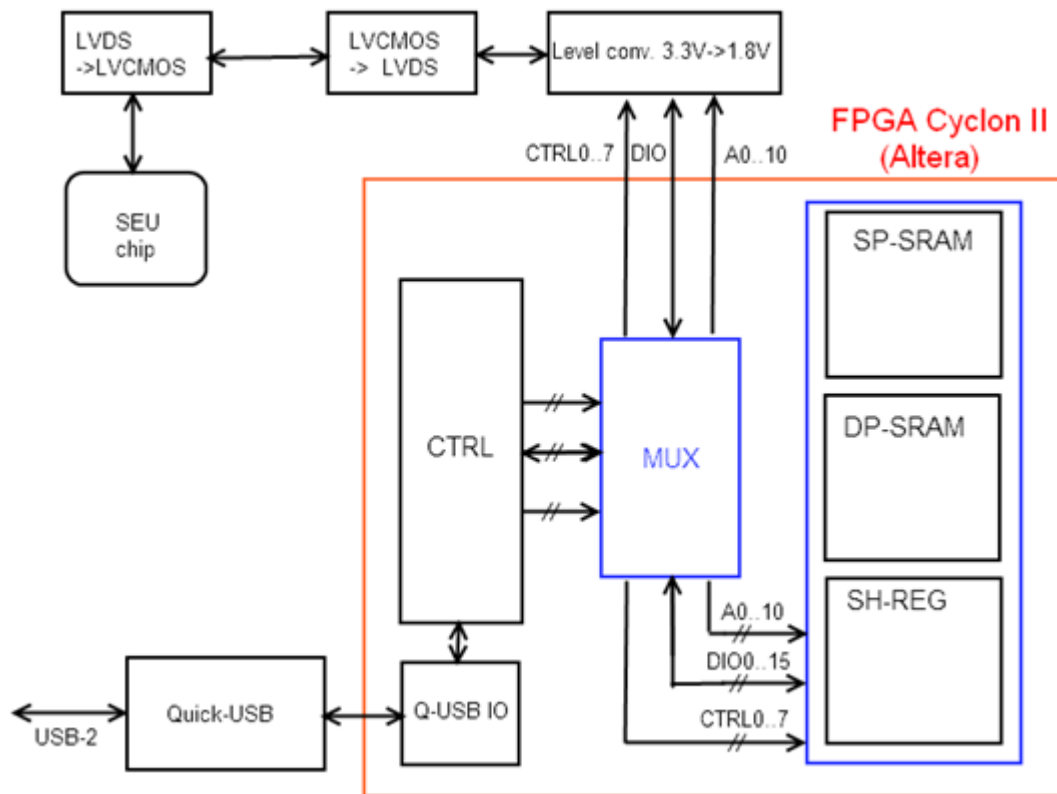 LVDS
->LVCMOS
LVCMOS
-> LVDS
Level conv. 3.3V->1.8V
CTRL0..7
DIO
A0..10
FPGA Cyclon II
(Altera)
SEU
chip
SP-SRAM
CTRL
MUX
DP-SRAM
SH-REG
A0..10
DIO0..15
CTRL0..7
Quick-USB
Q-USB IO
USB-2